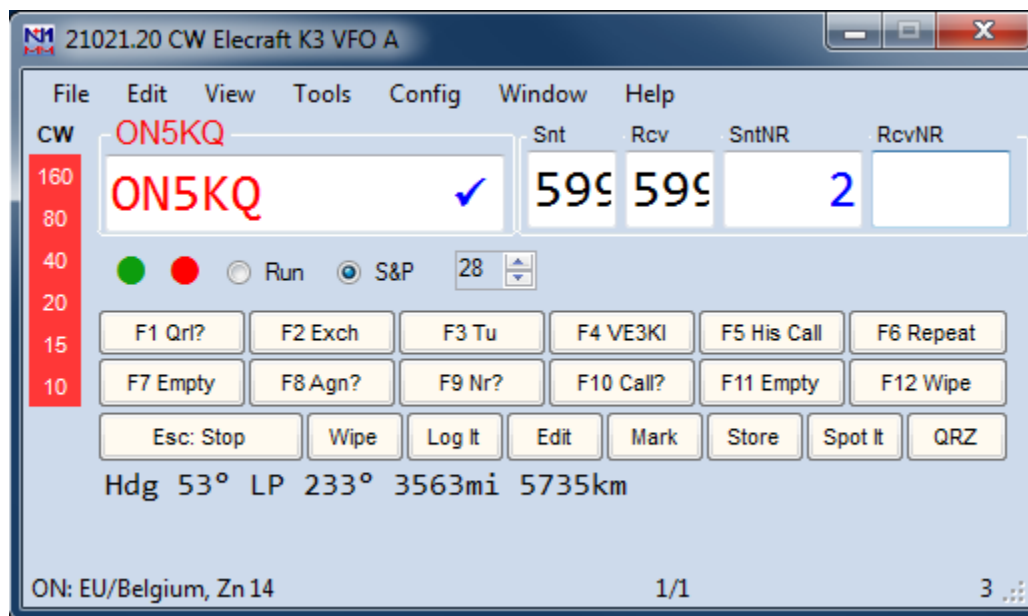 21021.20 CW Elecraft K3 VFO A
File Edit View Tools Config Window Help
CW ON5KQ Snt Rcv SntNR RcvNR
160
ON5KQ ✓ 599 599 2
80
40 Run S&P 28
20
F1 Qrl? F2 Exch F3 Tu F4 VE3KI F5 His Call F6 Repeat
15
10 F7 Empty F8 Agn? F9 Nr? F10 Call? F11 Empty F12 Wipe
Esc: Stop Wipe Log It Edit Mark Store Spot It QRZ
Hdg 53° LP 233° 3563mi 5735km
ON: EU/Belgium, Zn 14 1/1 3